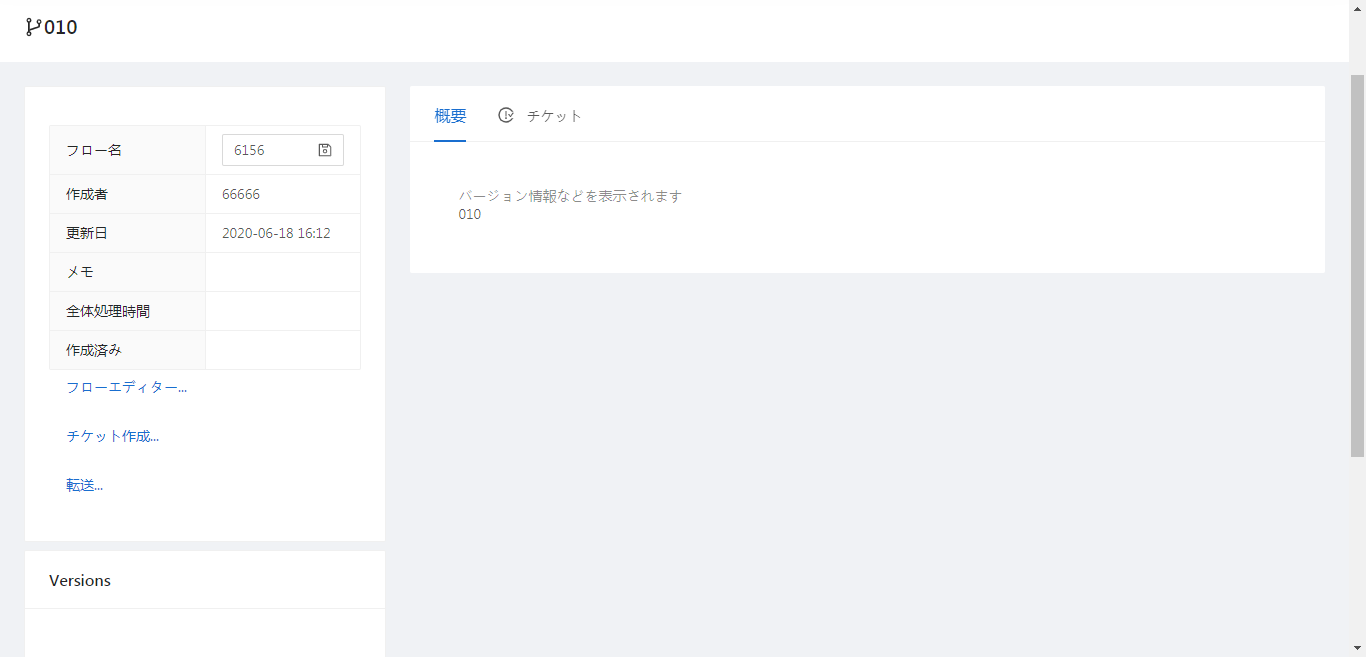 010
フロー名 6156
作成者 66666
更新日 2020-06-18 16:12
メモ
全体処理時間
作成済み
フローエディター...
チケット作成...
転送...
Versions
概要 チケット
バージョン情報などを表示されます
010